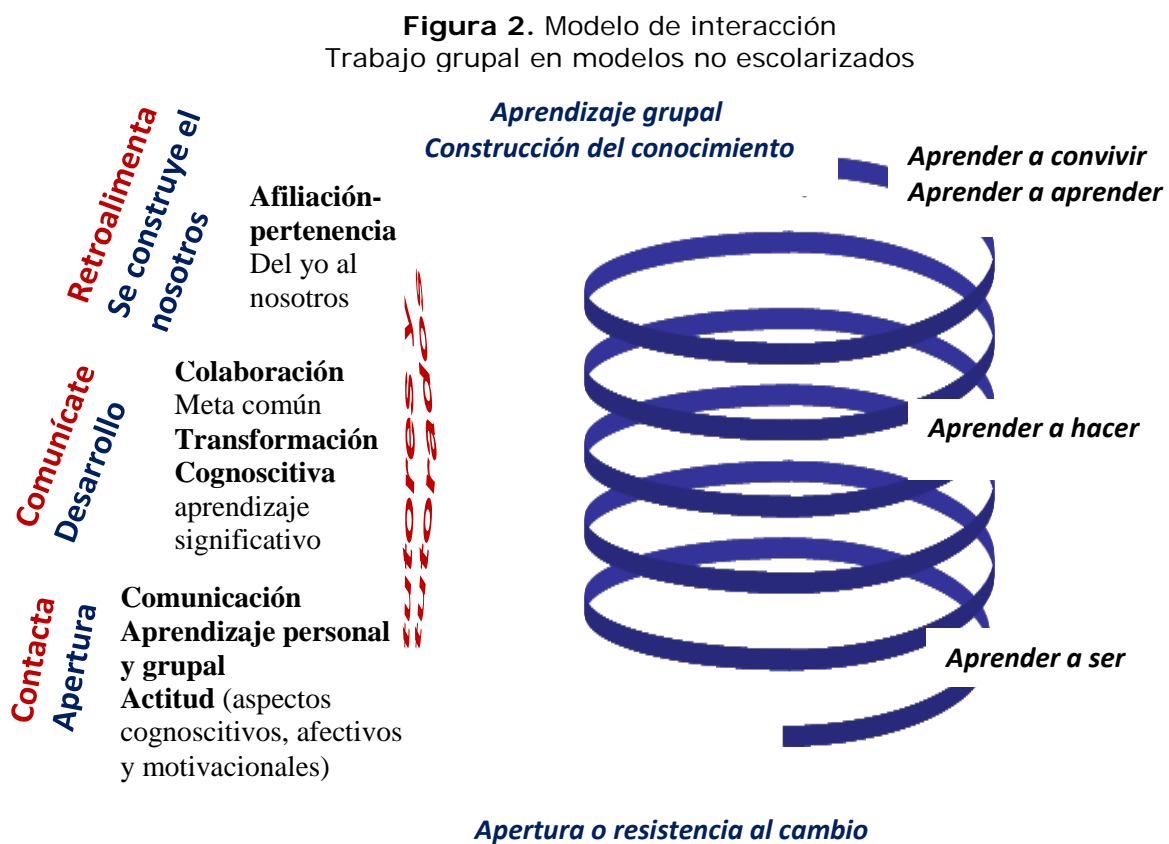 Figura 2. Modelo de interacción
Trabajo grupal en modelos no escolarizados
Aprendizaje grupal
Construcción del conocimiento
Aprender a convivir
Aprender a aprender
Retroalimenta
Se construye el
nosotros
Afiliación-
pertenencia
Del yo al
nosotros
Comunícate
Desarrollo
Colaboración
Meta común
Transformación
Cognoscitiva
aprendizaje
significativo
Aprender a hacer
Contacta
Apertura
Comunicación
Aprendizaje personal
y grupal
Actitud (aspectos
cognoscitivos, afectivos
y motivacionales)
Aprender a ser
Apertura o resistencia al cambio